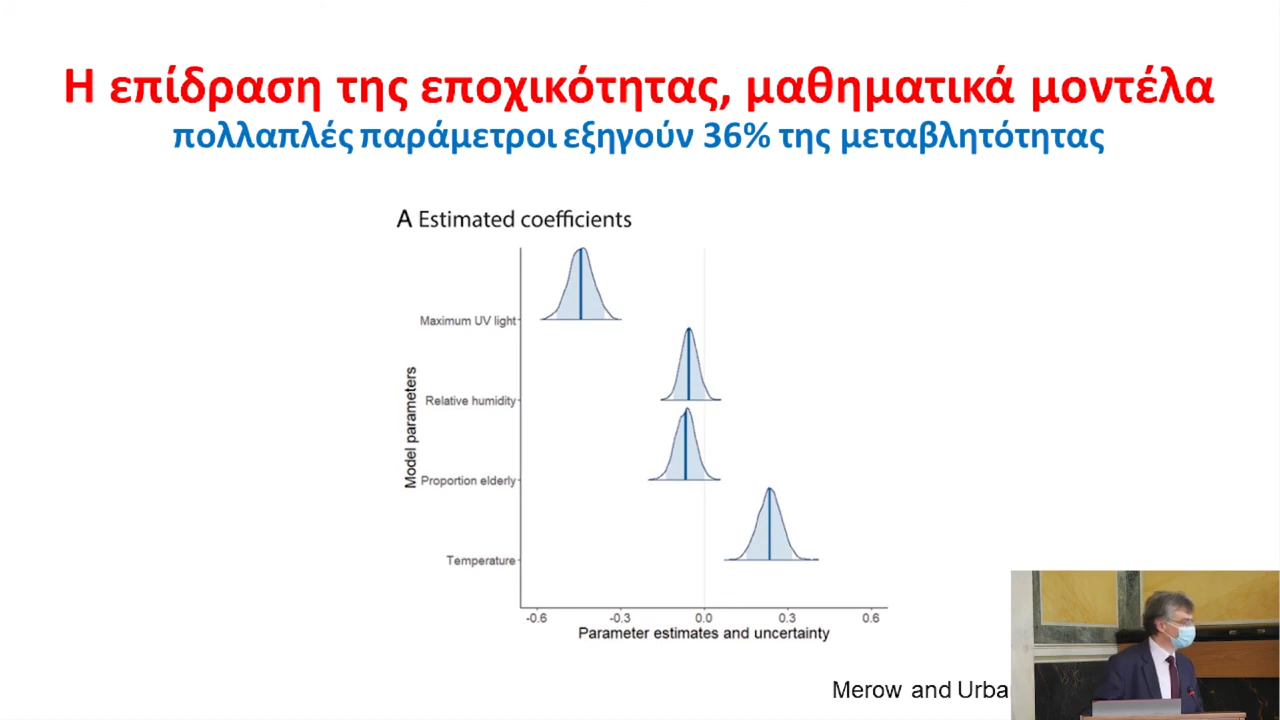 Η επίδραση της εποχικότητας, μαθηματικά μοντέλα
πολλαπλές παράμετροι εξηγούν 36% της μεταβλητότητας
A Estimated coefficients
Maximum UV light
Relative humidity
Proportion elderly
Temperature
Model parameters
-0.6 -0.3 0.0 0.3 0.6
Parameter estimates and uncertainty
Merow and